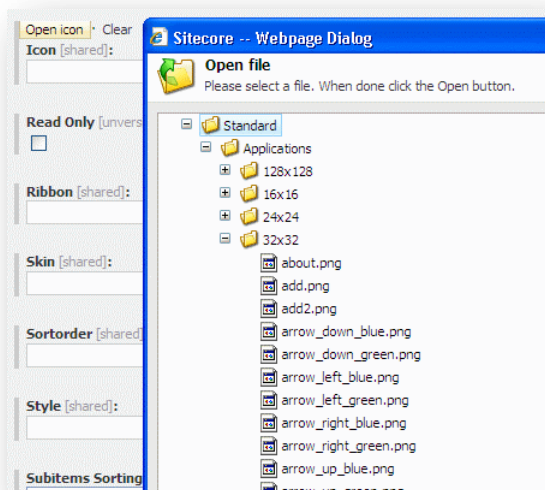 Open icon · Clear
Icon [shared]:
Read Only [unvers
Ribbon [shared]:
Skin [shared]:
Sortorder [shared]
Style [shared]:
Subitems Sorting
Sitecore -- Webpage Dialog
Open file
Please select a file. When done click the Open button.
Standard
Applications
128x128
16x16
24x24
32x32
about.png
add.png
add2.png
arrow_down_blue.png
arrow_down_green.png
arrow_left_blue.png
arrow_left_green.png
arrow_right_blue.png
arrow_right_green.png
arrow_up_blue.png
arrow_up_green.png